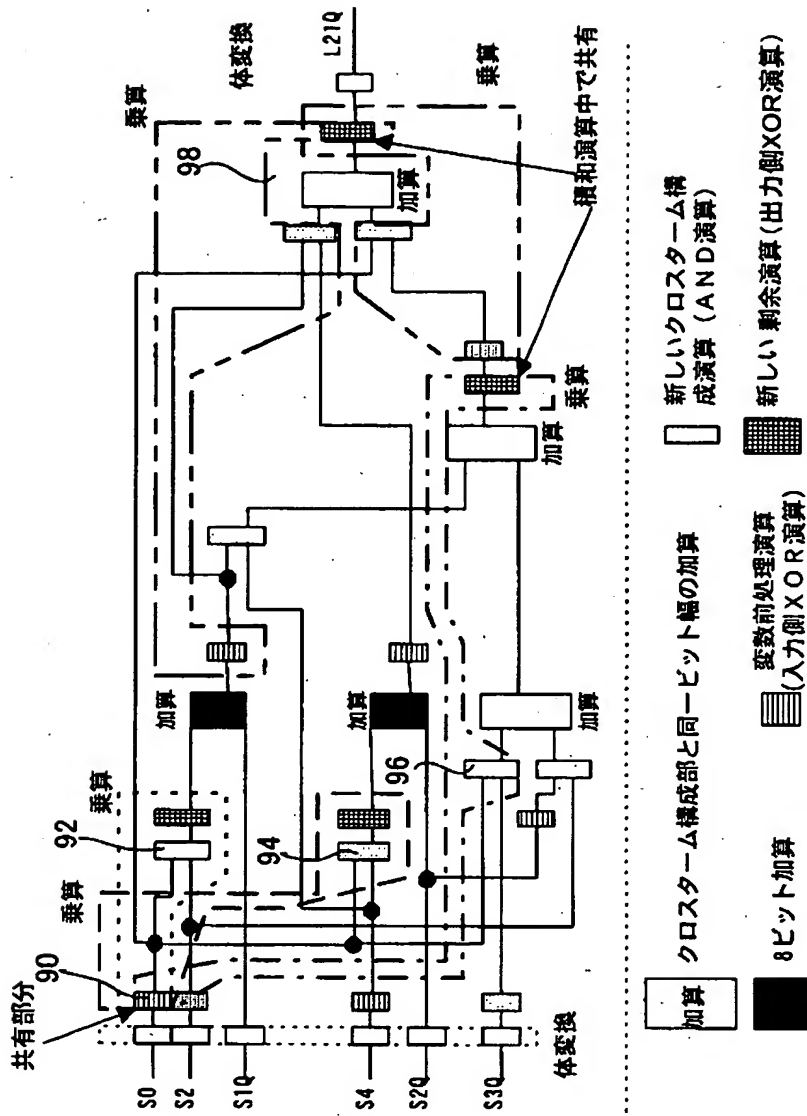 共有部分
90
乗算
92
乗算
乗算
体変換
98
L21Q
S0
S2
S1Q
S4
S2Q
S3Q
体変換
94
96
加算
加算
加算
加算
加算
乗算
乗算
積和演算中で共有
加算
クロスターム構成部と同一ビット幅の加算
新しいクロスターム構
成演算（AND演算）
8ビット加算
変数前処理演算
(入力側XOR演算)
新しい 剰余演算(出力側XOR演算)